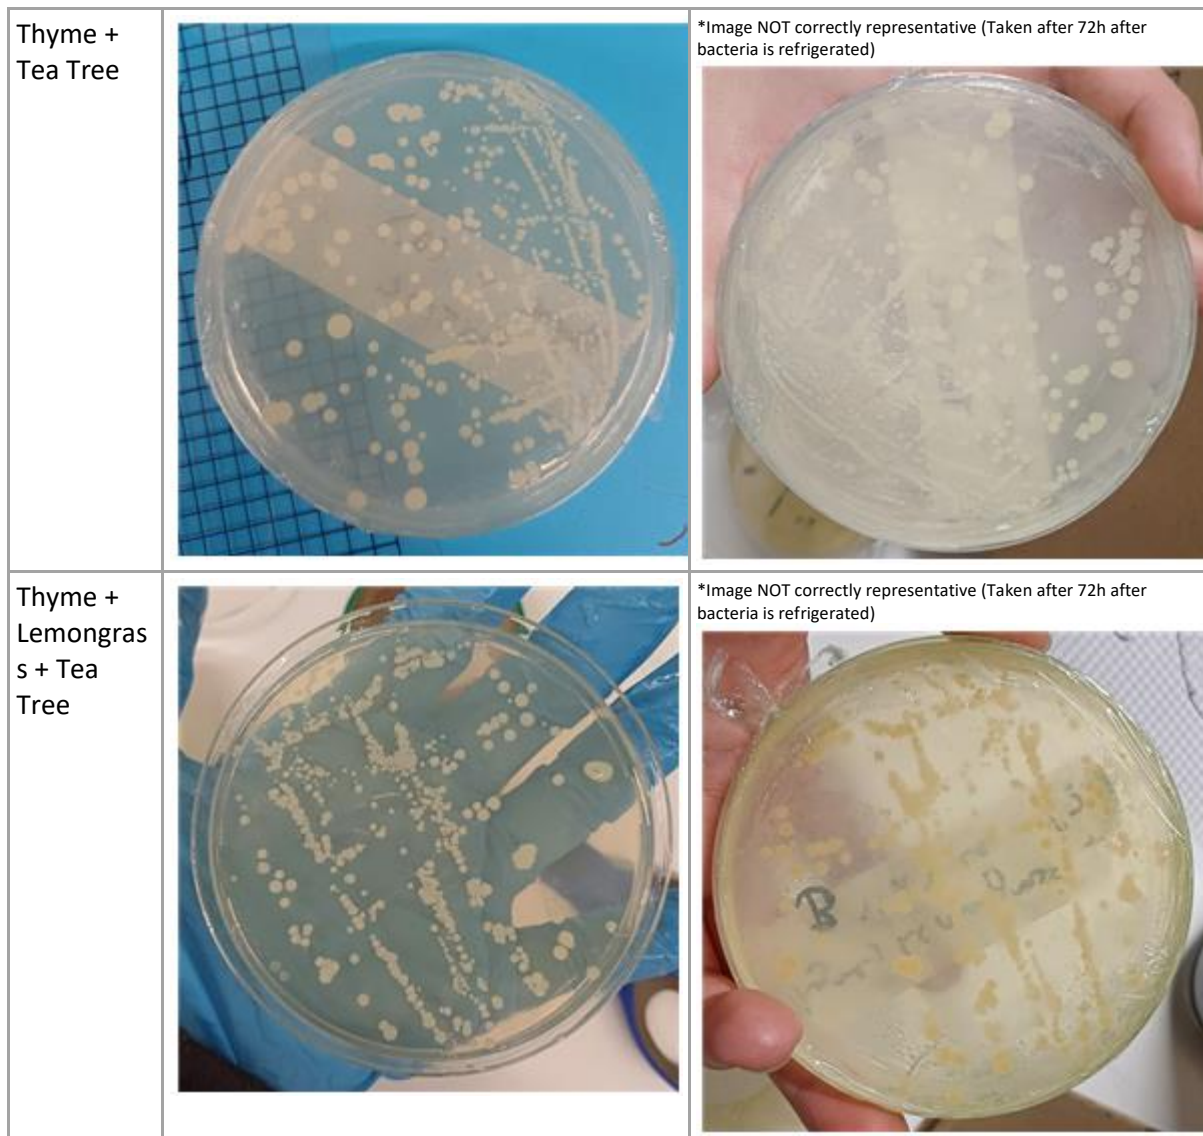 Thyme +
Tea Tree
*Image NOT correctly representative (Taken after 72h after
bacteria is refrigerated)
Thyme +
Lemongras
s + Tea
Tree
*Image NOT correctly representative (Taken after 72h after
bacteria is refrigerated)
B